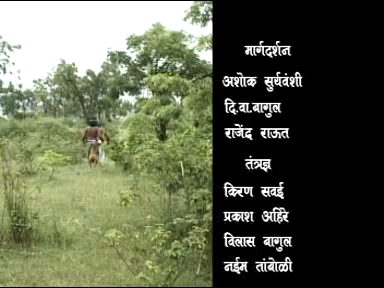 मार्गदर्शन
अशोक सुर्यवंशी
दि.वा.बागुल
राजेंद्र राऊत
तंत्रज्ञ
किरण सवई
प्रकाश अहिरे
विलास बागुल
नईम तांबोळी